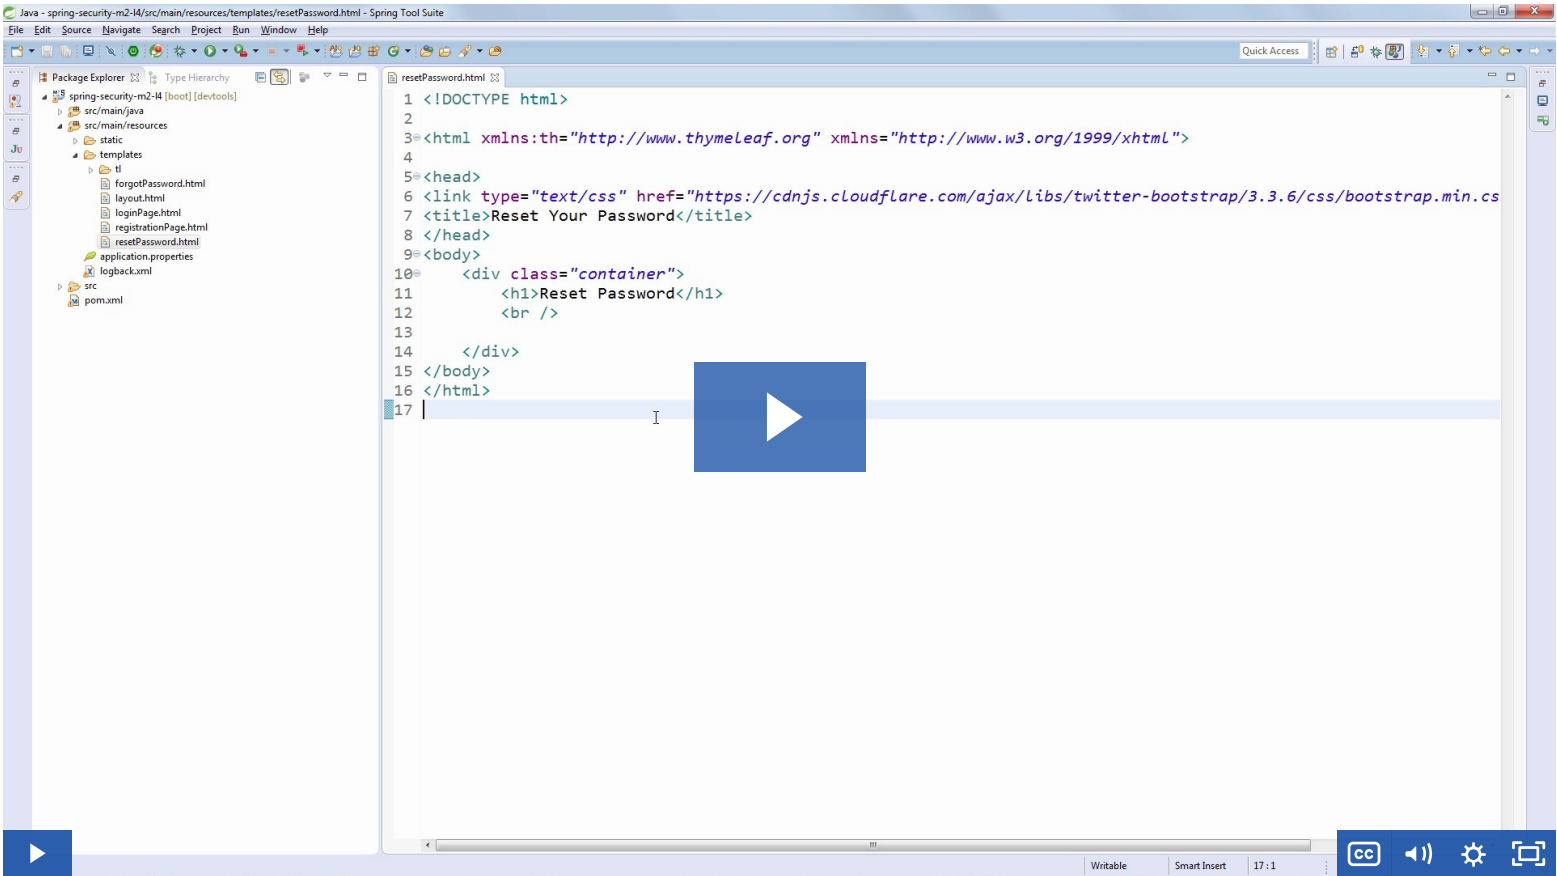 Java - spring-security-m2-l4/src/main/resources/templates/resetPassword.html - Spring Tool Suite
File Edit Source Navigate Search Project Run Window Help
Quick Access
Package Explorer Type Hierarchy
resetPassword.html
spring-security-m2-l4 [boot] [devtools]
src/main/java
src/main/resources
static
templates
tl
forgotPassword.html
layout.html
loginPage.html
registrationPage.html
resetPassword.html
application.properties
logback.xml
src
pom.xml
Ju
1 <!DOCTYPE html>
2
3 <html xmlns:th="http://www.thymeleaf.org" xmlns="http://www.w3.org/1999/xhtml">
4
5 <head>
6 <link type="text/css" href="https://cdnjs.cloudflare.com/ajax/libs/twitter-bootstrap/3.3.6/css/bootstrap.min.cs
7 <title>Reset Your Password</title>
8 </head>
9 <body>
10 <div class="container">
11 <h1>Reset Password</h1>
12 <br />
13
14 </div>
15 </body>
16 </html>
17
CC
Writable Smart Insert 17 : 1